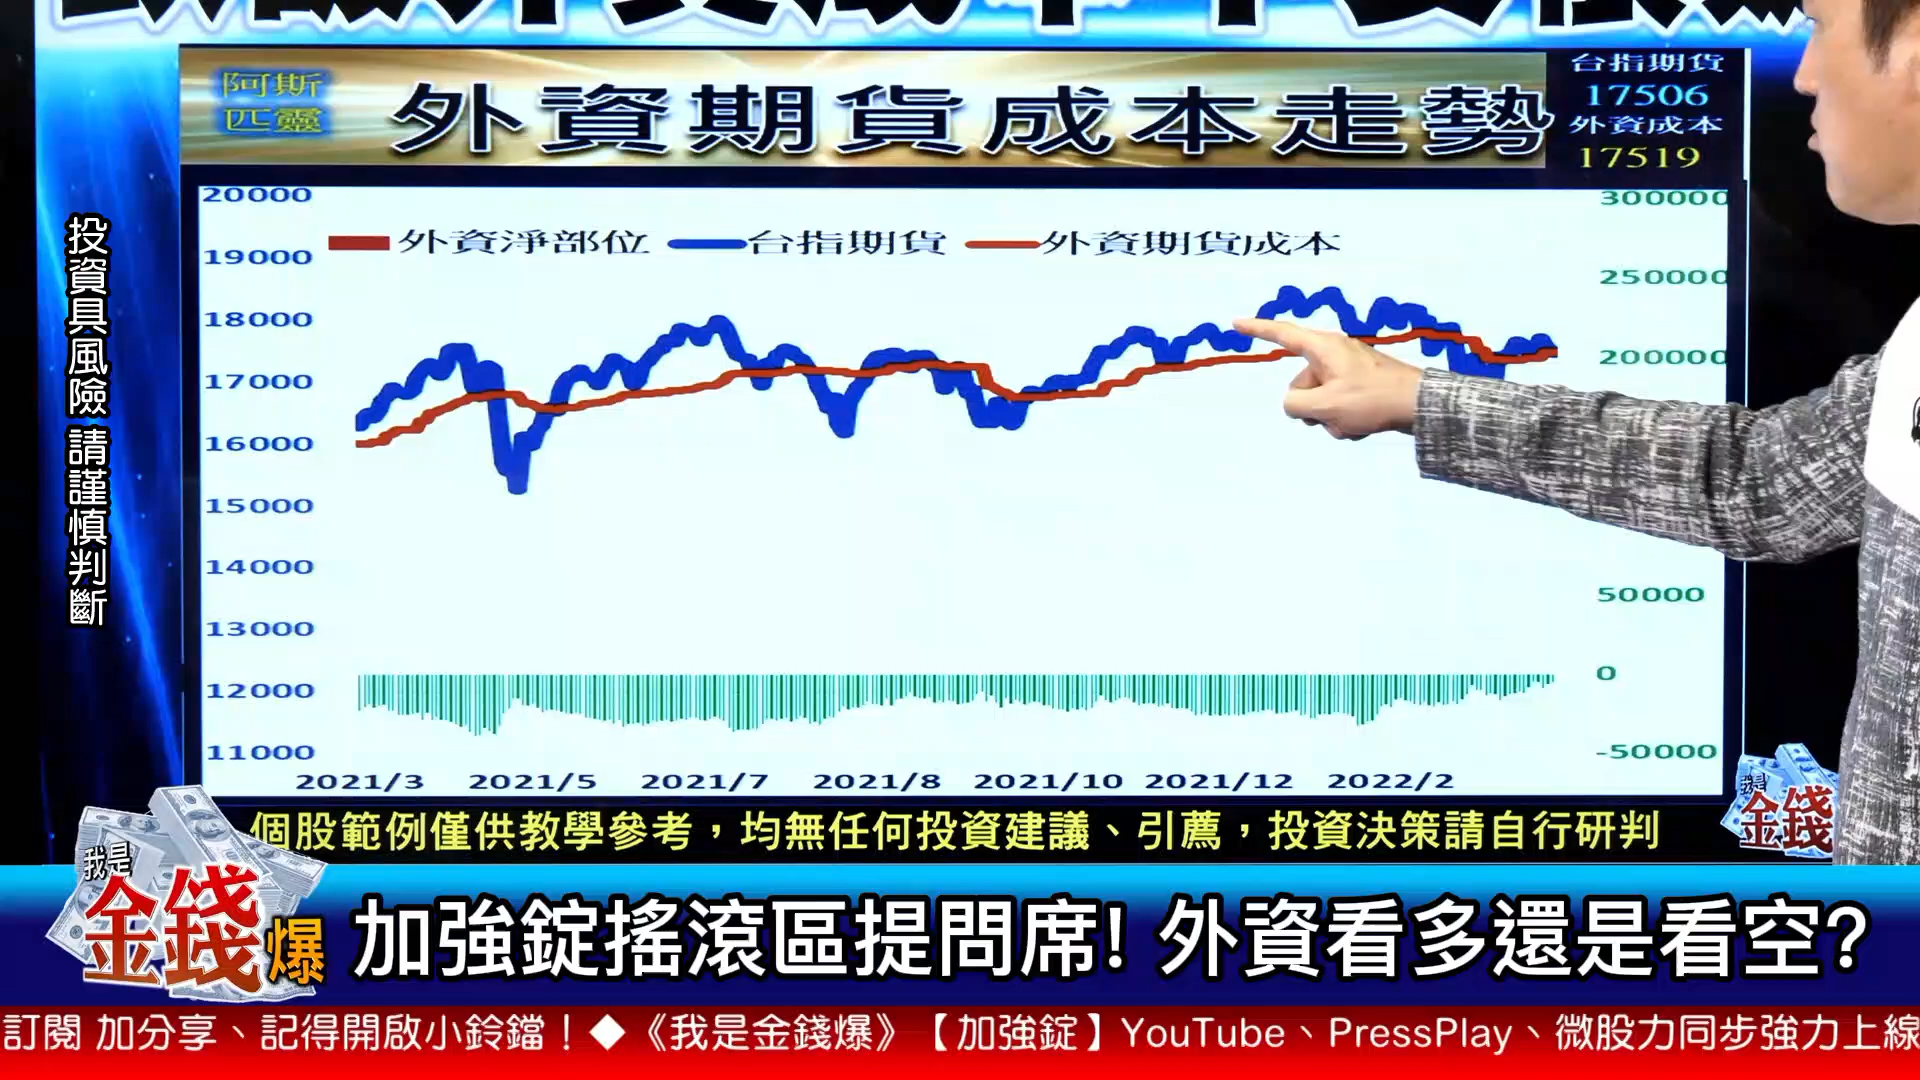 阿斯
匹靈
外資期貨成本走勢
台指期貨
17506
外資成本
17519
投資具風險 請謹慎判斷
外資淨部位
台指期貨
外資期貨成本
20000
19000
18000
17000
16000
15000
14000
13000
12000
11000
300000
250000
200000
50000
0
-50000
2021/3 2021/5 2021/7 2021/8 2021/10 2021/12 2022/2
個股範例僅供教學參考，均無任何投資建議、引薦，投資決策請自行研判
我是
金錢
我是
金錢爆
加強錠搖滾區提問席! 外資看多還是看空?
訂閱 加分享、記得開啟小鈴鐺！◆《我是金錢爆》【加強錠】YouTube、PressPlay、微股力同步強力上線